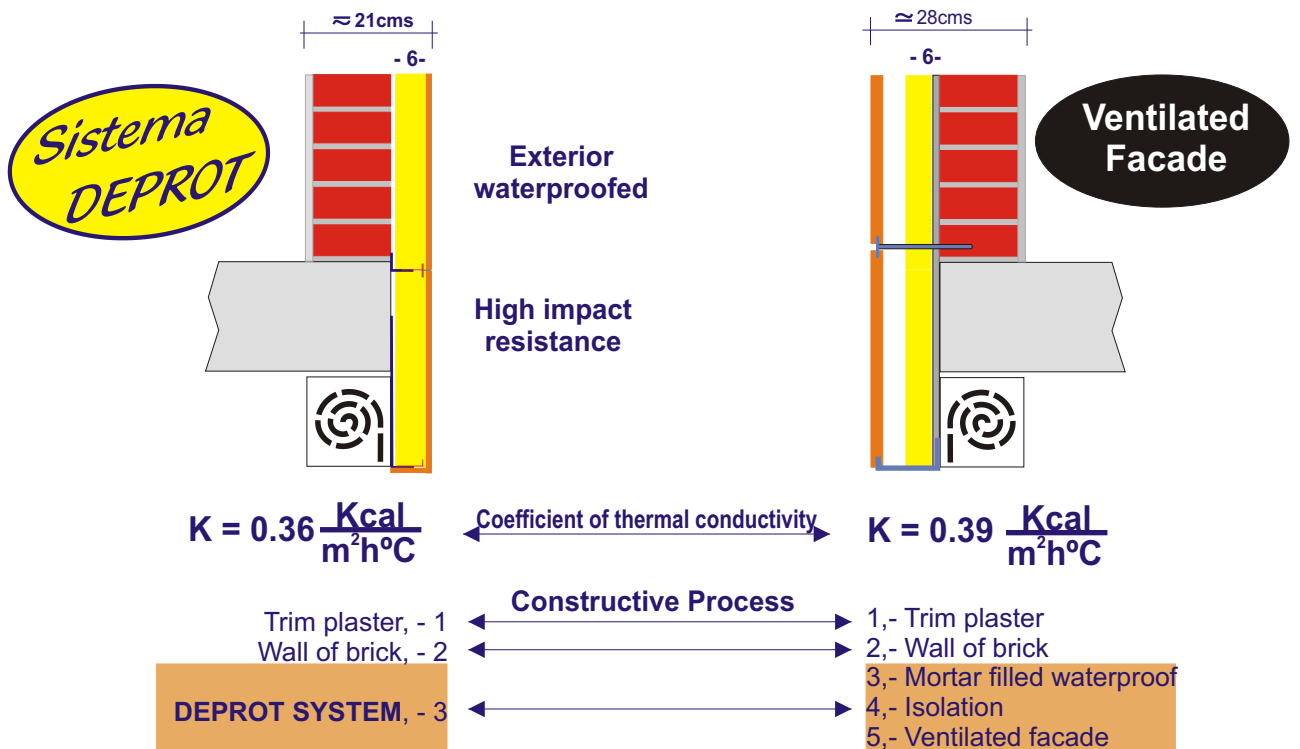 ≂ 21cms
- 6-
Sistema
DEPROT
Exterior
waterproofed
High impact
resistance
≃ 28cms
- 6-
Ventilated
Facade
K = 0.36 Kcal
m²hºC
Coefficient of thermal conductivity
K = 0.39 Kcal
m²hºC
Constructive Process
Trim plaster, - 1
1,- Trim plaster
Wall of brick, - 2
2,- Wall of brick
DEPROT SYSTEM, - 3
3,- Mortar filled waterproof
4,- Isolation
5,- Ventilated facade